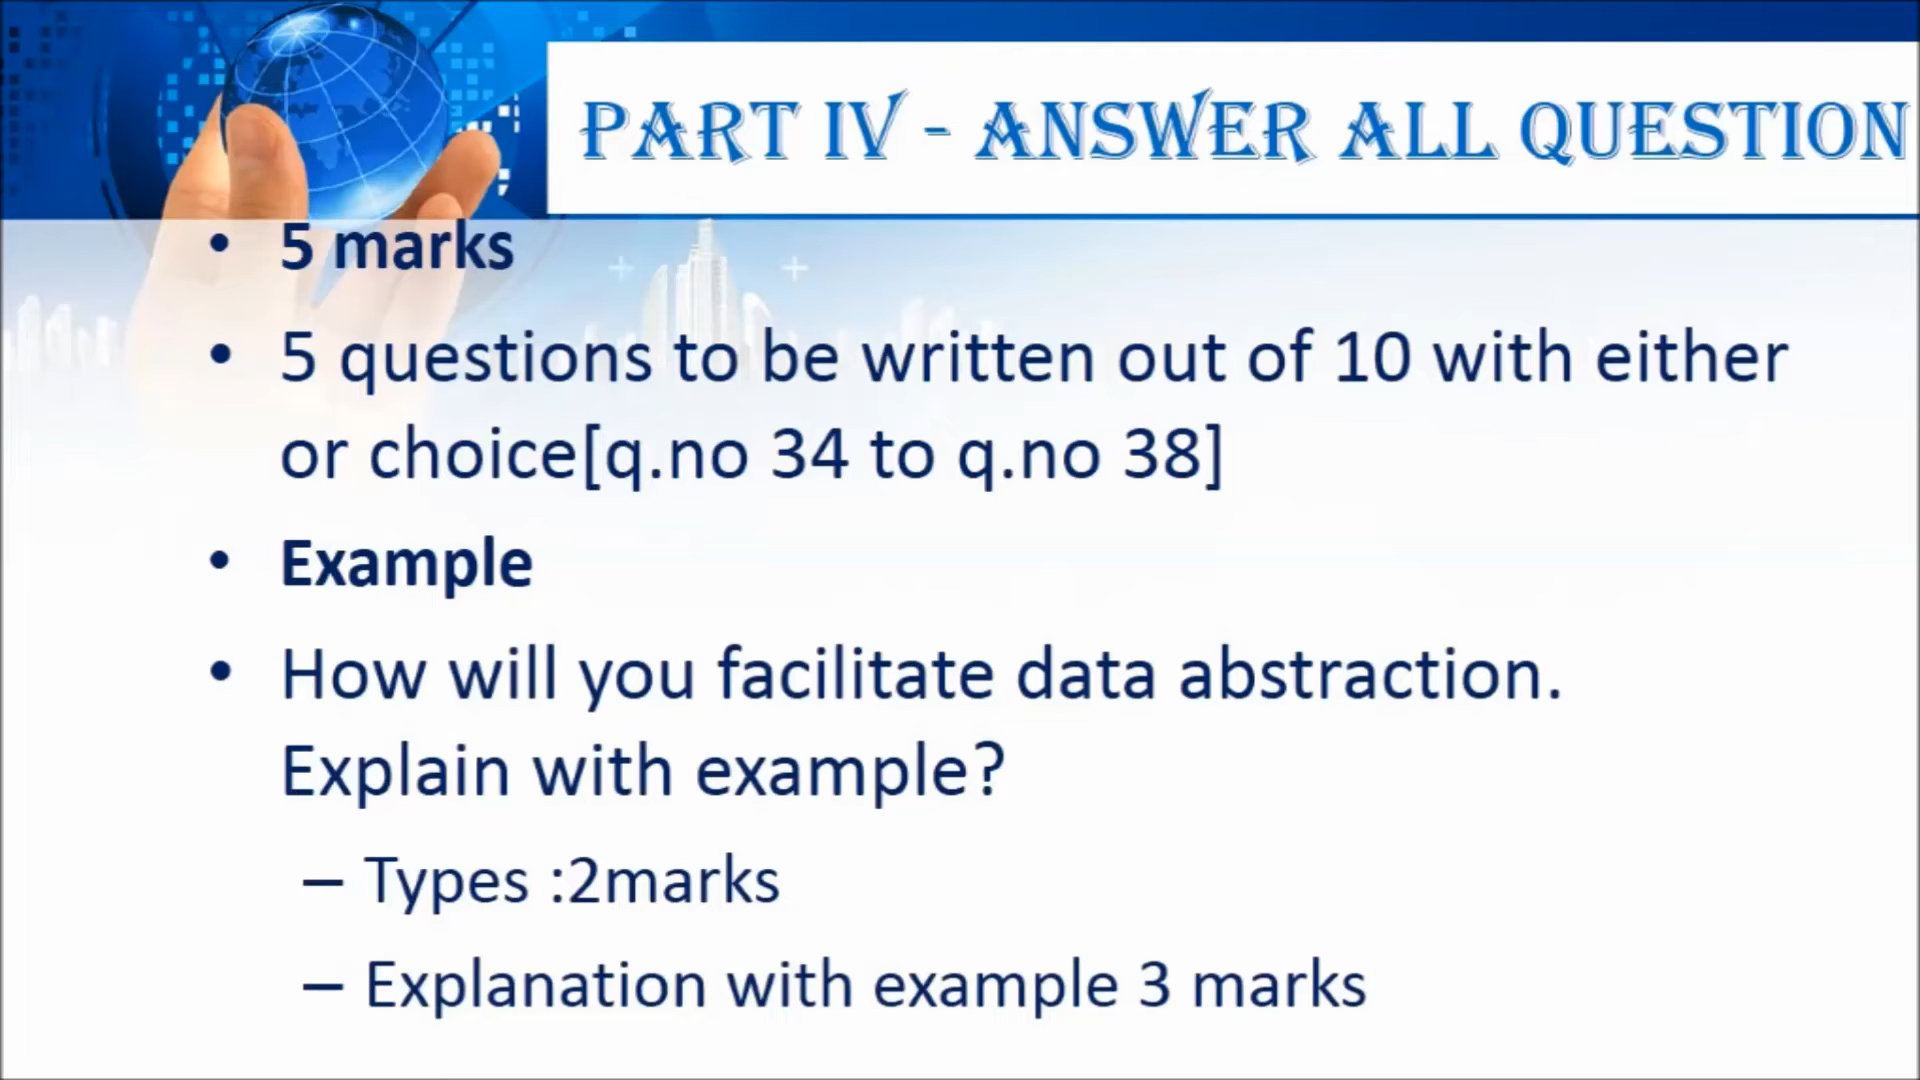 PART IV - ANSWER ALL QUESTION
• 5 marks
• 5 questions to be written out of 10 with either
or choice[q.no 34 to q.no 38]
• Example
• How will you facilitate data abstraction.
Explain with example?
– Types :2marks
– Explanation with example 3 marks